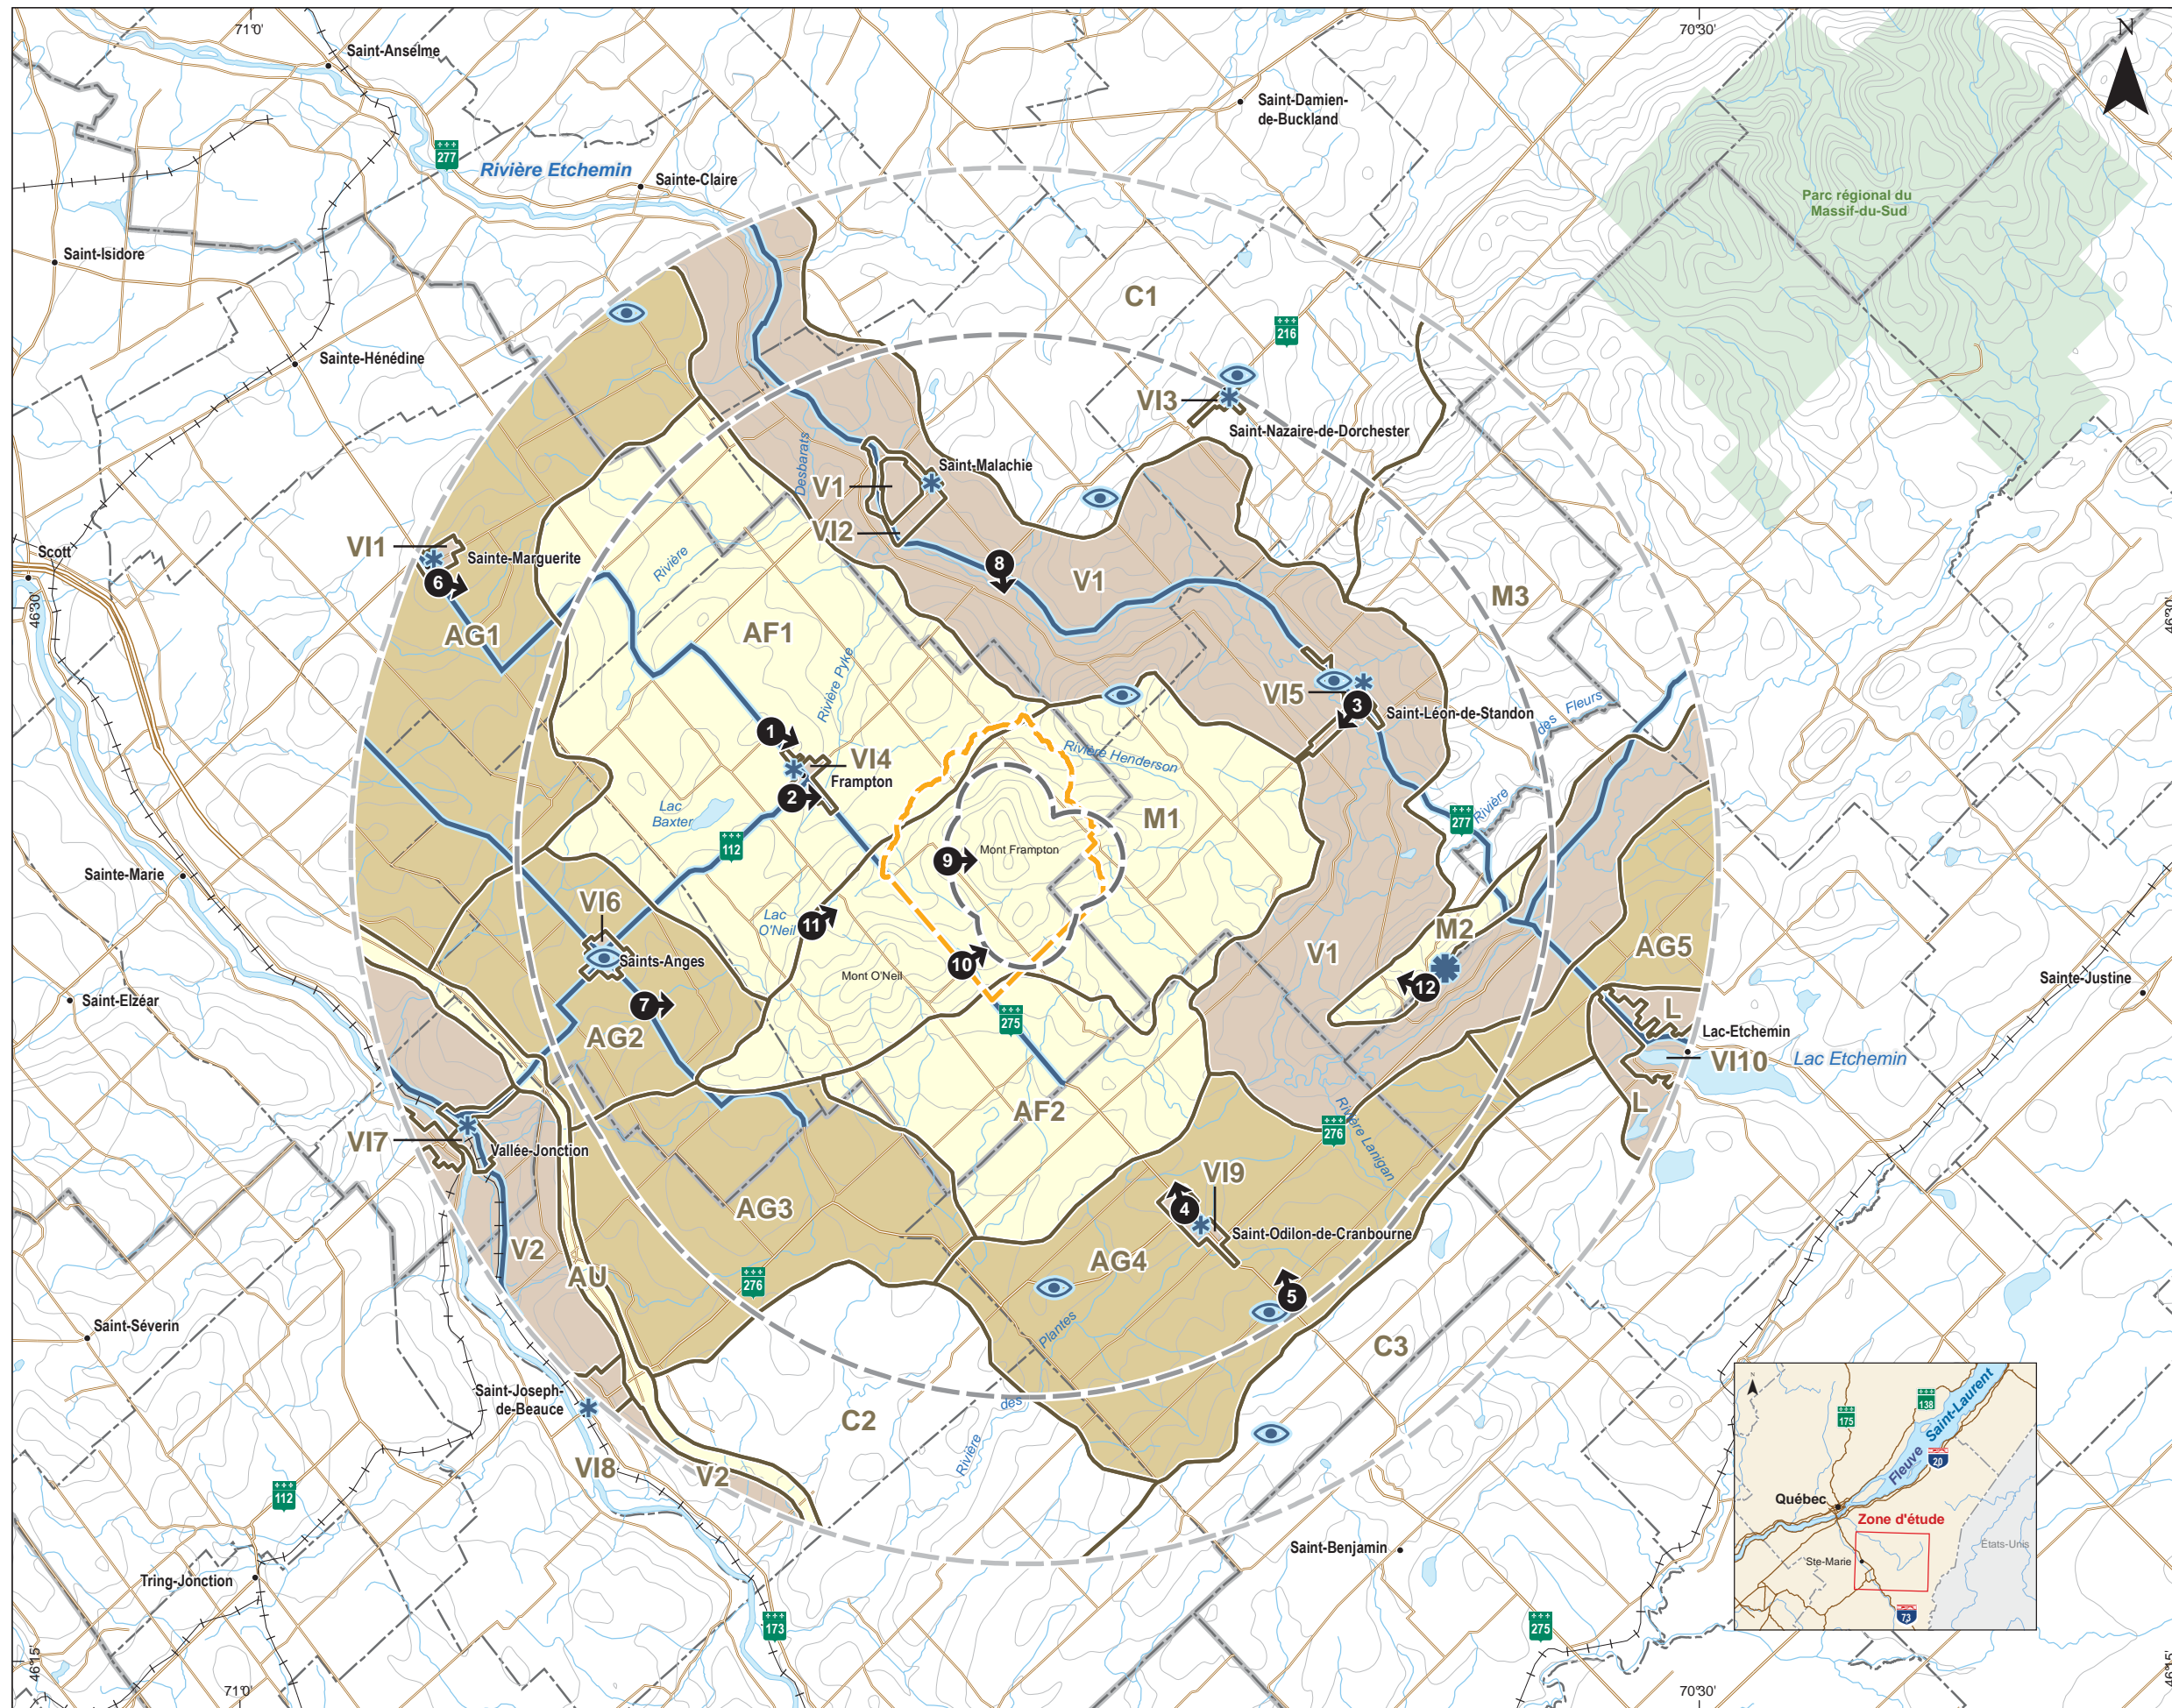 71°0'
70°30'
N
Saint-Anselme
Saint-Damien-
de-Buckland
277
Rivière Etchemin
Sainte-Claire
Parc régional du
Massif-du-Sud
Saint-Isidore
C1
216
Sainte-Hénédine
VI3
Saint-Nazaire-de-Dorchester
Desbarats
Saint-Malachie
V1
VI2
VI1
Sainte-Marguerite
Scott
6
Rivière
8
V1
M3
46°30'
46°30'
AG1
AF1
Rivière Pyke
VI5
3
Saint-Léon-de-Standon
des Fleurs
Rivière
1
VI4
Frampton
2
Rivière Henderson
Lac
Baxter
112
M1
277
Mont Frampton
9
Sainte-Marie
VI6
Lac
O'Neil
11
M2
AG5
Saints-Anges
10
Mont O'Neil
V1
12
Sainte-Justine
Saint-Elzéar
7
AG2
275
L
Lac-Etchemin
VI10
Lac Etchemin
L
AF2
276
Rivière Lanigan
VI7
Vallée-Jonction
AG3
VI9
4
Saint-Odilon-de-Cranbourne
V2
AU
276
AG4
5
Plantes
des
Rivière
Saint-Séverin
C3
Saint-Joseph-
de-Beauce
C2
VI8
V2
112
Saint-Benjamin
Tring-Jonction
173
275
46°15'
46°15'
71°0'
70°30'
N
175
138
Fleuve Saint-Laurent
20
Québec
Zone d'étude
Ste-Marie
États-Unis
73